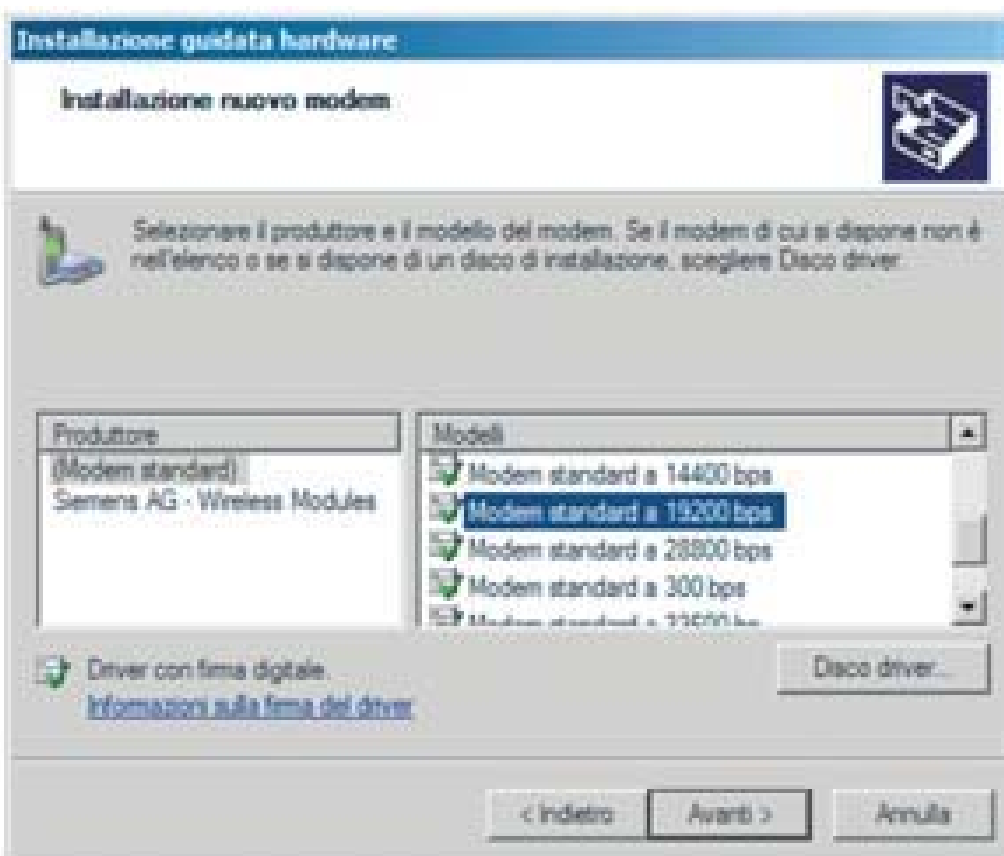 Installazione guidata hardware
Installazione nuovo modem
Selezionare il produttore e il modello del modem. Se il modem di cui si dispone non è
nell'elenco o se si dispone di un disco di installazione, scegliere Disco driver.
Produttore
(Modem standard)
Siemens AG - Wireless Modules
Modelli
Modem standard a 14400 bps
Modem standard a 19200 bps
Modem standard a 28800 bps
Modem standard a 300 bps
Modem standard a
Driver con firma digitale.
Informazioni sulla firma del driver
Disco driver...
< Indietro
Avanti >
Annulla